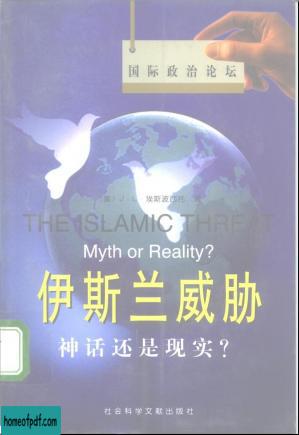 国际政治论坛
(美) J·L·埃斯波西托 著
THE ISLAMIC THREAT
Myth or Reality?
伊斯兰威胁
神话还是现实?
社会科学文献出版社
homeofpdf.com